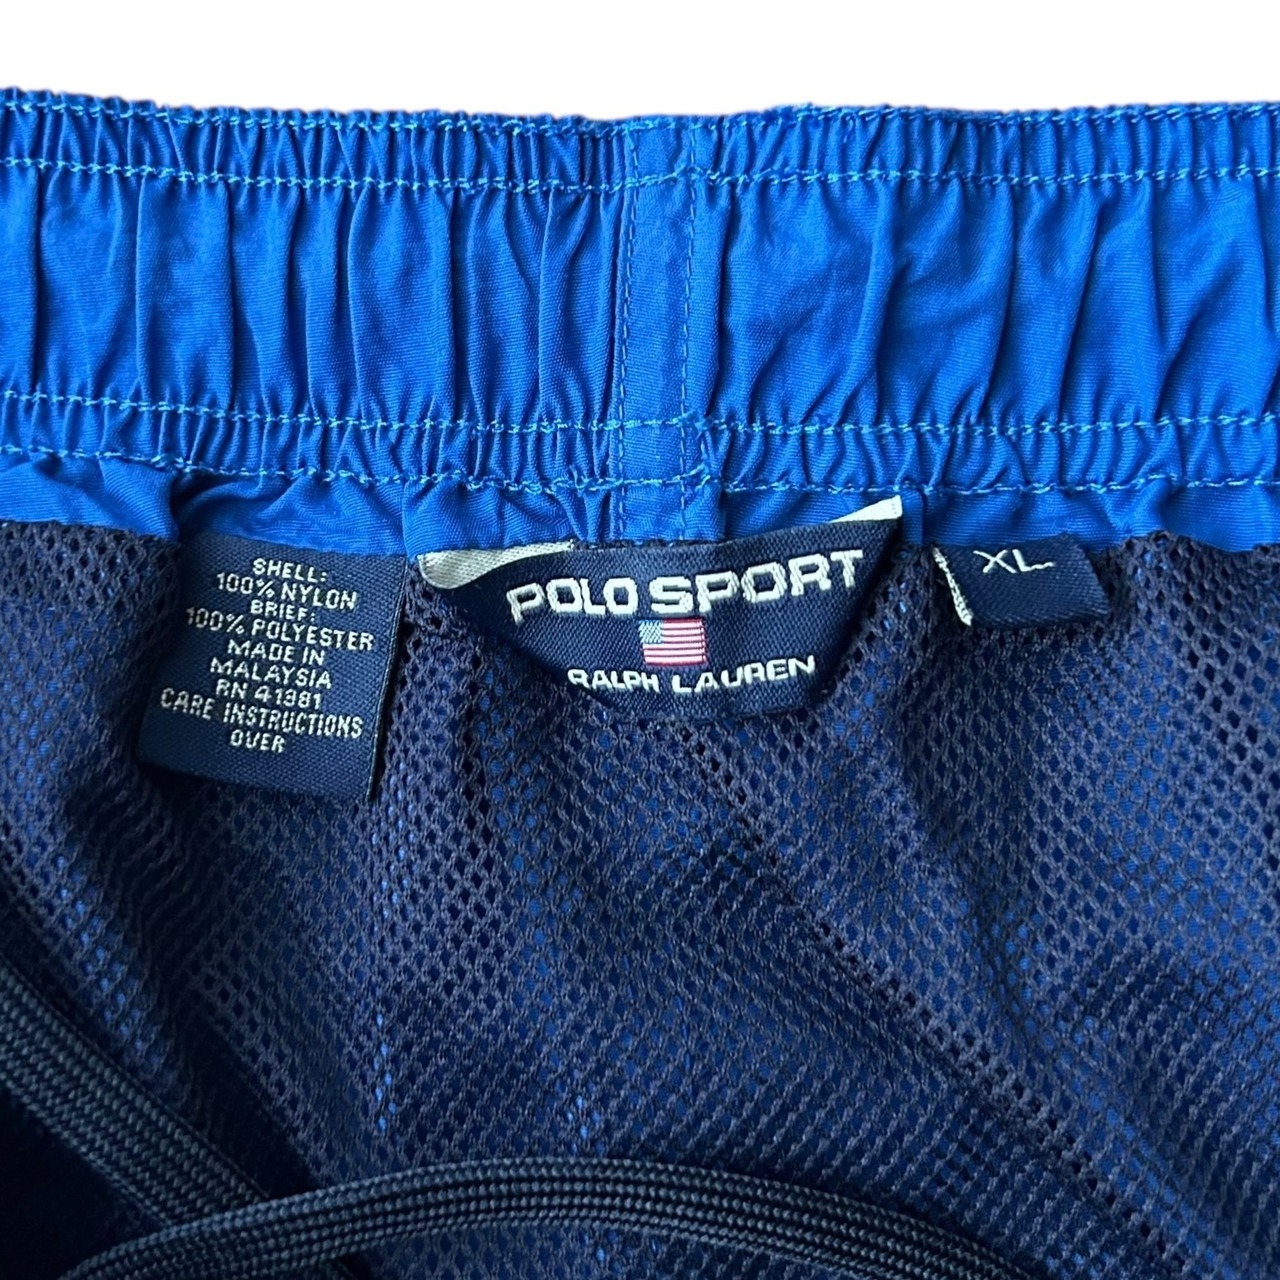 SHELL:
100% NYLON
BRIEF:
100% POLYESTER
MADE IN
MALAYSIA
RN 41381
CARE INSTRUCTIONS
OVER
POLO SPORT
RALPH LAUREN
XL